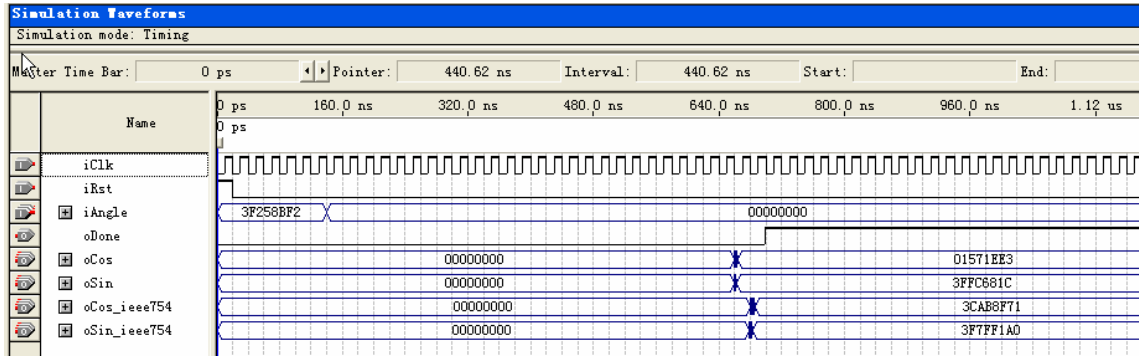 Simulation Waveforms
Simulation mode: Timing
Master Time Bar: 0 ps Pointer: 440.62 ns Interval: 440.62 ns Start: End:
Name 0 ps 160.0 ns 320.0 ns 480.0 ns 640.0 ns 800.0 ns 960.0 ns 1.12 us
0 ps
iClk
iRst
iAngle 3F258BF2 00000000
oDone
oCos 00000000 01571EE3
oSin 00000000 3FFC681C
oCos_ieee754 00000000 3CAB8F71
oSin_ieee754 00000000 3F7FF1A0